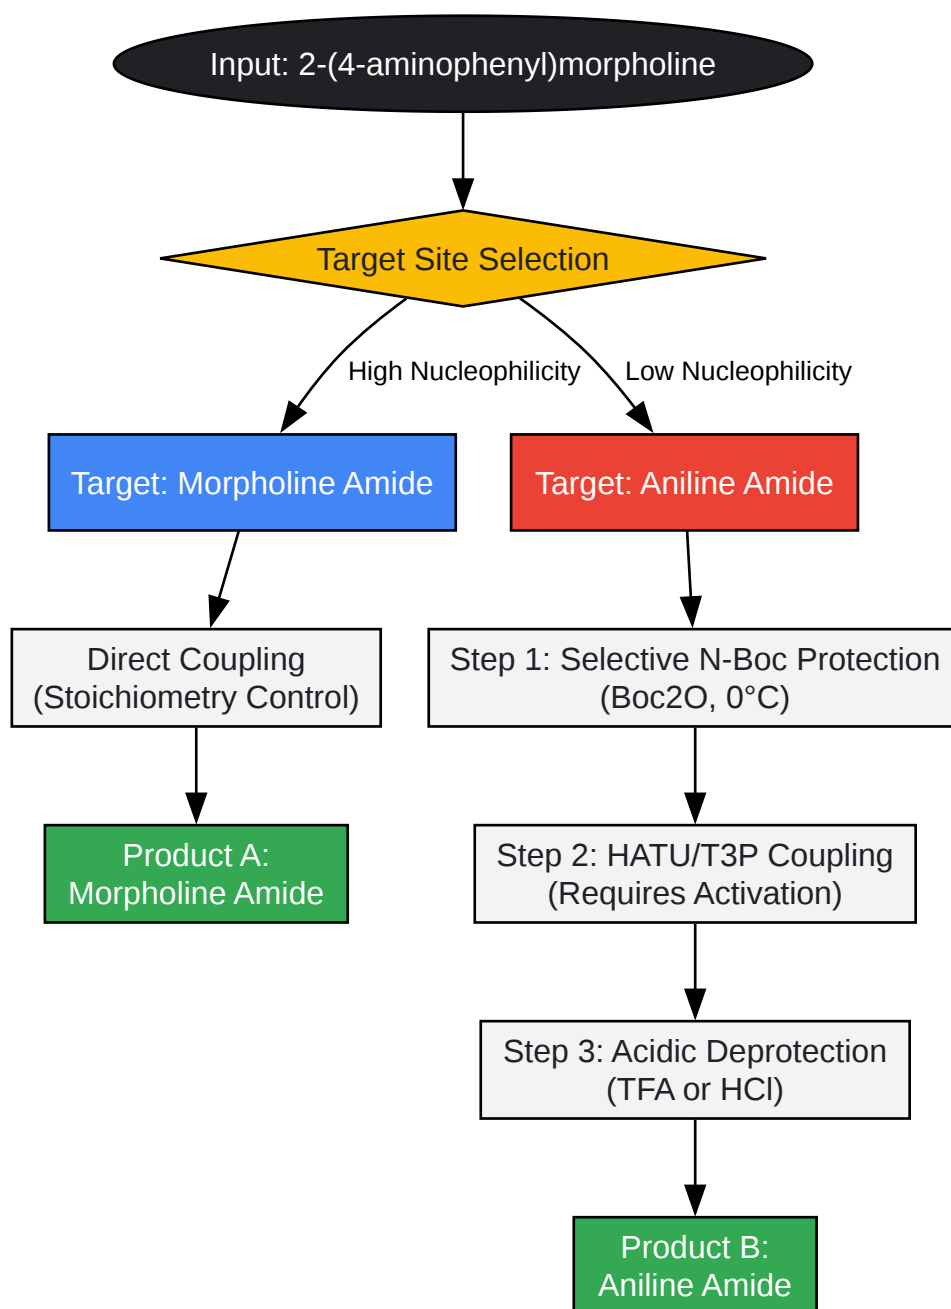 Input: 2-(4-aminophenyl)morpholine
Target Site Selection
High Nucleophilicity
Low Nucleophilicity
Target: Morpholine Amide
Target: Aniline Amide
Direct Coupling
(Stoichiometry Control)
Step 1: Selective N-Boc Protection
(Boc2O, 0°C)
Product A:
Morpholine Amide
Step 2: HATU/T3P Coupling
(Requires Activation)
Step 3: Acidic Deprotection
(TFA or HCl)
Product B:
Aniline Amide